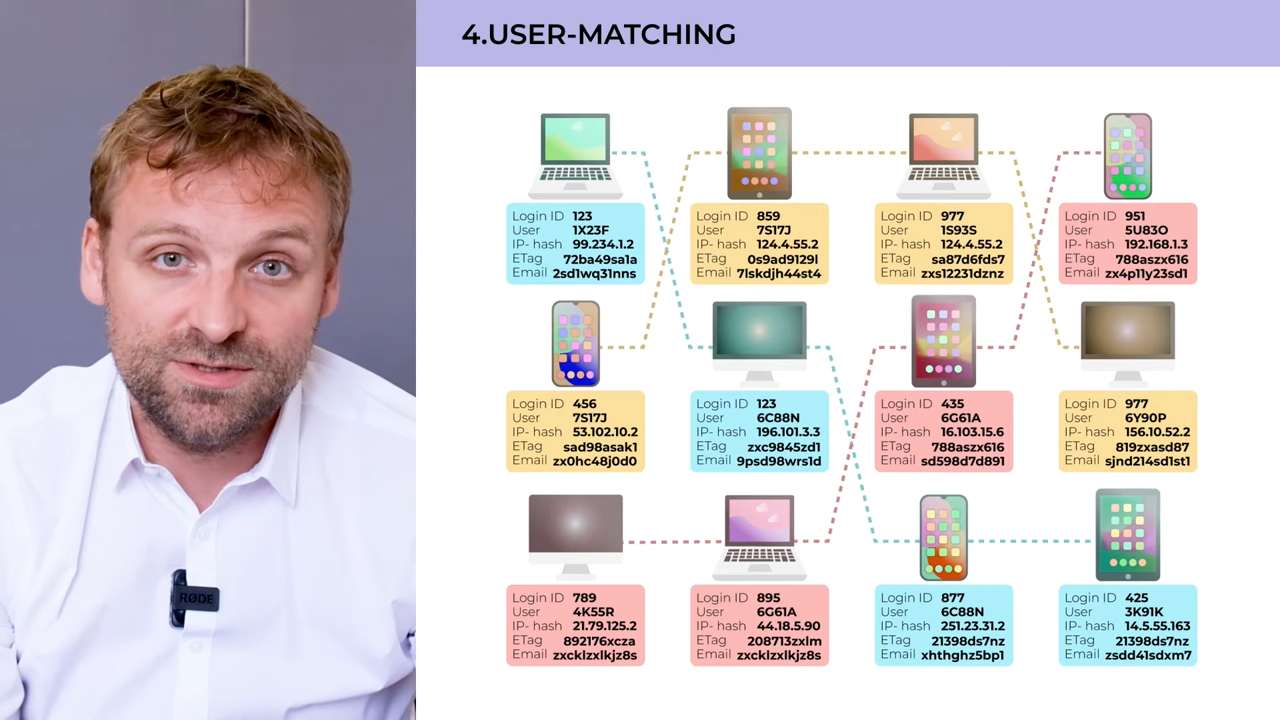 4.USER-MATCHING
Login ID 123
User 1X23F
IP- hash 99.234.1.2
ETag 72ba49sa1a
Email 2sd1wq31nns
Login ID 859
User 7S17J
IP- hash 124.4.55.2
ETag 0s9ad9129l
Email 7lskdjh44st4
Login ID 977
User 1S93S
IP- hash 124.4.55.2
ETag sa87d6fds7
Email zxs12231dznz
Login ID 951
User 5U83O
IP- hash 192.168.1.3
ETag 788aszx616
Email zx4p11y23sd1
Login ID 456
User 7S17J
IP- hash 53.102.10.2
ETag sad98asak1
Email zx0hc48j0d0
Login ID 123
User 6C88N
IP- hash 196.101.3.3
ETag zxc9845zd1
Email 9psd98wrs1d
Login ID 435
User 6G61A
IP- hash 16.103.15.6
ETag 788aszx616
Email sd598d7d891
Login ID 977
User 6Y90P
IP- hash 156.10.52.2
ETag 819zxasd87
Email sjnd214sd1st1
Login ID 789
User 4K55R
IP- hash 21.79.125.2
ETag 892176xcza
Email zxcklzxlkjz8s
Login ID 895
User 6G61A
IP- hash 44.18.5.90
ETag 208713zxlm
Email zxcklzxlkjz8s
Login ID 877
User 6C88N
IP- hash 251.23.31.2
ETag 21398ds7nz
Email xhthghz5bp1
Login ID 425
User 3K91K
IP- hash 14.5.55.163
ETag 21398ds7nz
Email zsdd41sdxm7
RØDE